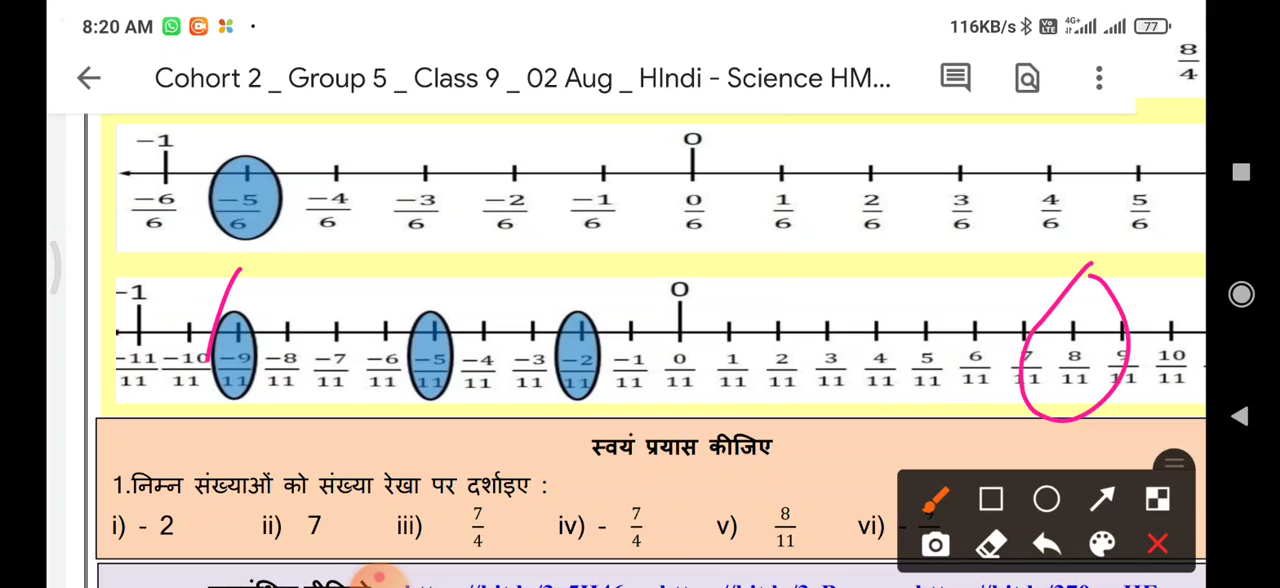 8:20 AM 116KB/s Vo LTE 4G+ 77
8/4
Cohort 2 _ Group 5 _ Class 9 _ 02 Aug _ HIndi - Science HM...
-1 0
-6/6 -5/6 -4/6 -3/6 -2/6 -1/6 0/6 1/6 2/6 3/6 4/6 5/6
-1 0
-11/11 -10/11 -9/11 -8/11 -7/11 -6/11 -5/11 -4/11 -3/11 -2/11 -1/11 0/11 1/11 2/11 3/11 4/11 5/11 6/11 7/11 8/11 9/11 10/11
स्वयं प्रयास कीजिए
1.निम्न संख्याओं को संख्या रेखा पर दर्शाइए :
i) - 2 ii) 7 iii) 7/4 iv) - 7/4 v) 8/11 vi) -